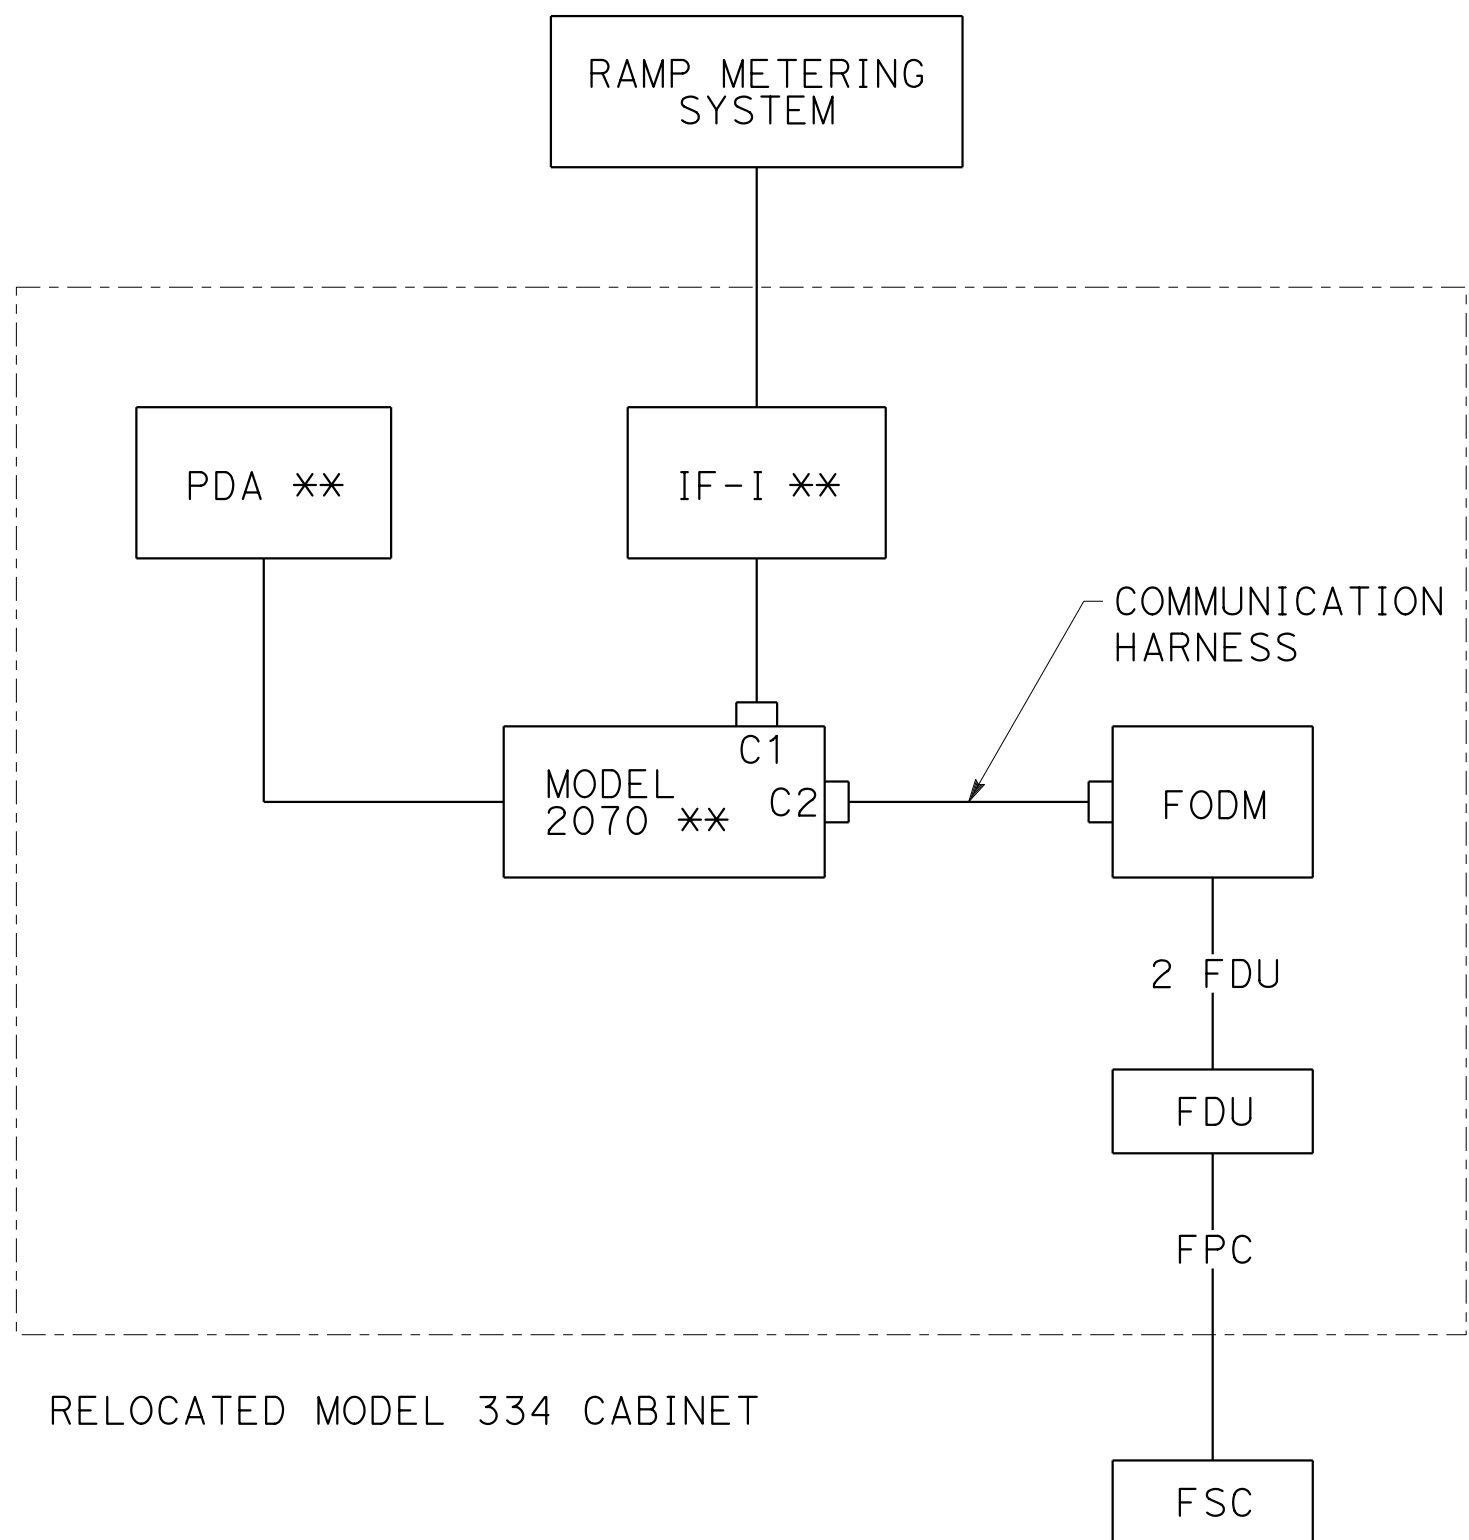 RAMP METERING
SYSTEM
PDA **
IF-I **
COMMUNICATION
HARNESS
C1
MODEL
2070 **
C2
FODM
2 FDU
FDU
FPC
RELOCATED MODEL 334 CABINET
FSC